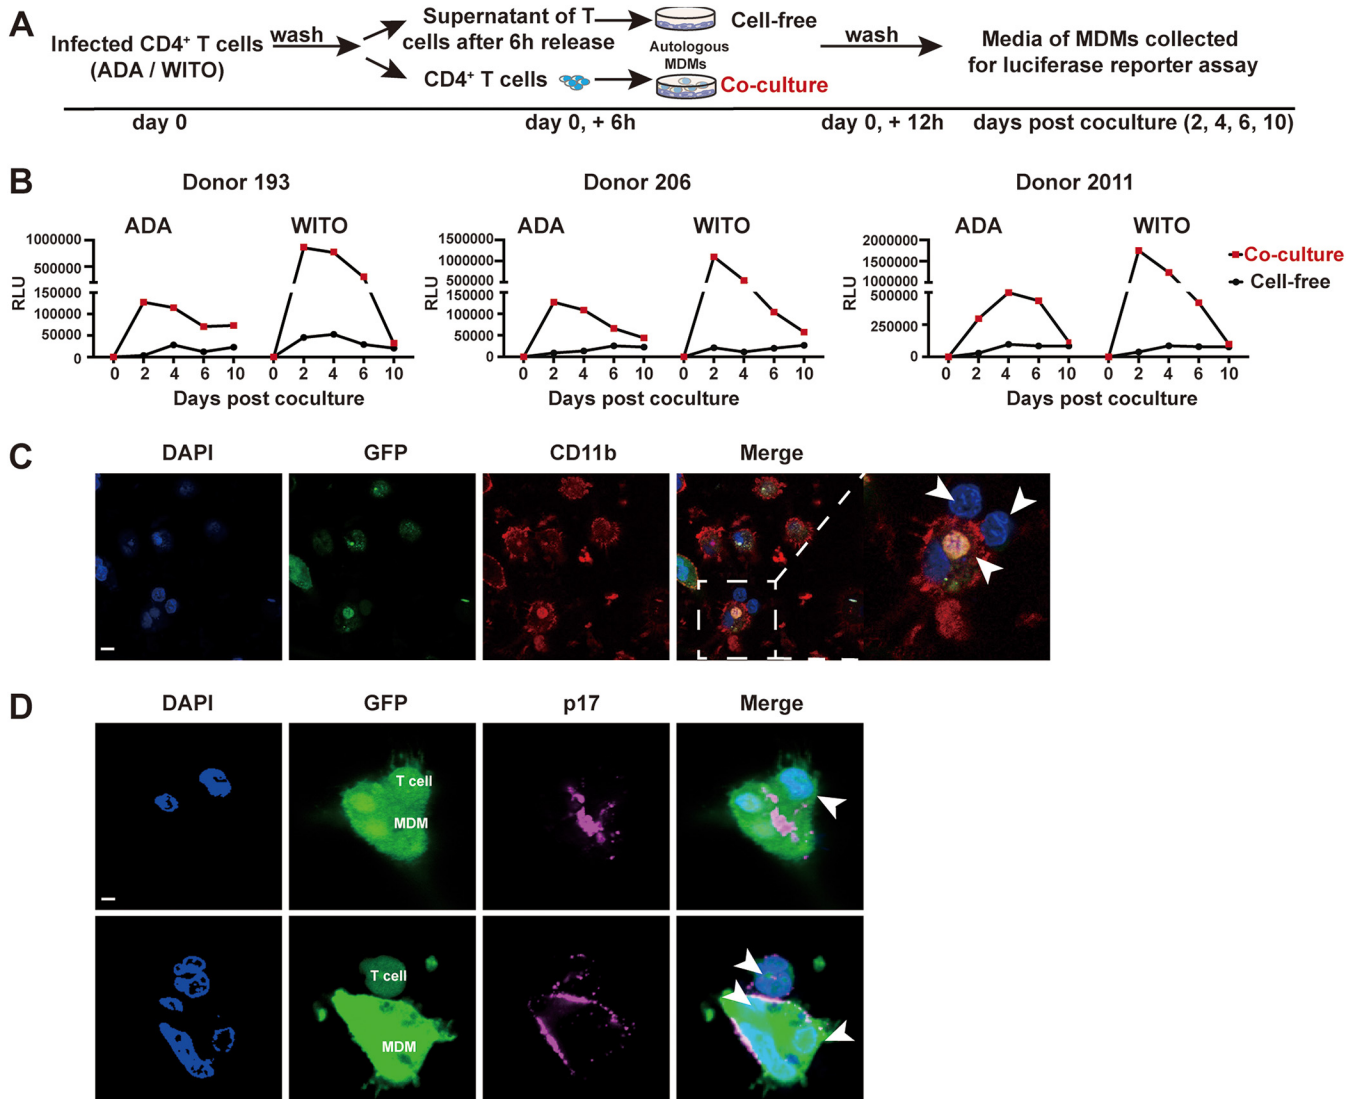 A
Infected CD4⁺ T cells
(ADA / WITO)
wash
Supernatant of T
cells after 6h release
CD4⁺ T cells
Cell-free
Autologous
MDMs
Co-culture
wash
Media of MDMs collected
for luciferase reporter assay
day 0
day 0, + 6h
day 0, + 12h
days post coculture (2, 4, 6, 10)
B
Donor 193
Donor 206
Donor 2011
ADA
WITO
RLU
1000000
500000
150000
100000
50000
0
0 2 4 6 10
0 2 4 6 10
Days post coculture
ADA
WITO
RLU
1500000
1000000
500000
150000
100000
50000
0
0 2 4 6 10
0 2 4 6 10
Days post coculture
ADA
WITO
RLU
2000000
1500000
1000000
500000
250000
0
0 2 4 6 10
0 2 4 6 10
Days post coculture
Co-culture
Cell-free
C
DAPI
GFP
CD11b
Merge
D
DAPI
GFP
p17
Merge
T cell
MDM
T cell
MDM